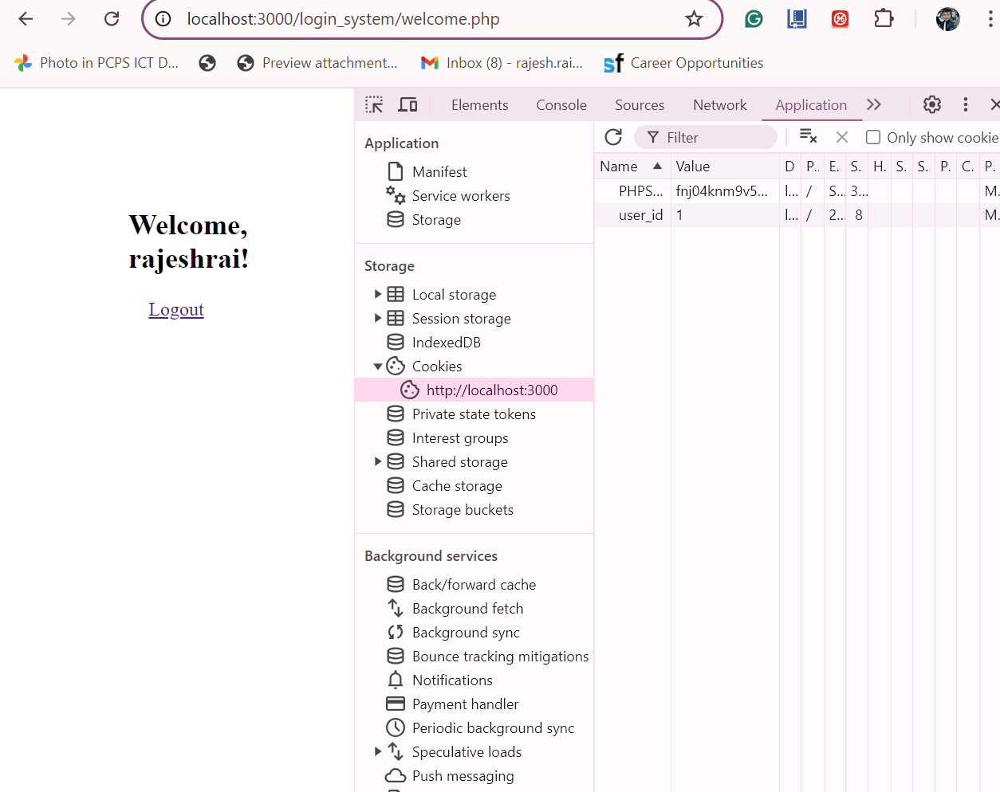 localhost:3000/login_system/welcome.php
Photo in PCPS ICT D... Preview attachment... Inbox (8) - rajesh.rai... sf Career Opportunities
Welcome,
rajeshrai!
Logout
Elements Console Sources Network Application
Application
Manifest
Service workers
Storage
Storage
Local storage
Session storage
IndexedDB
Cookies
http://localhost:3000
Private state tokens
Interest groups
Shared storage
Cache storage
Storage buckets
Background services
Back/forward cache
Background fetch
Background sync
Bounce tracking mitigations
Notifications
Payment handler
Periodic background sync
Speculative loads
Push messaging
Filter Only show cookie
Name Value D P.. E. S.. H. S. S. P. C. P.
PHPS... fnj04knm9v5... l... / S... 3... M.
user_id 1 l... / 2... 8 M.